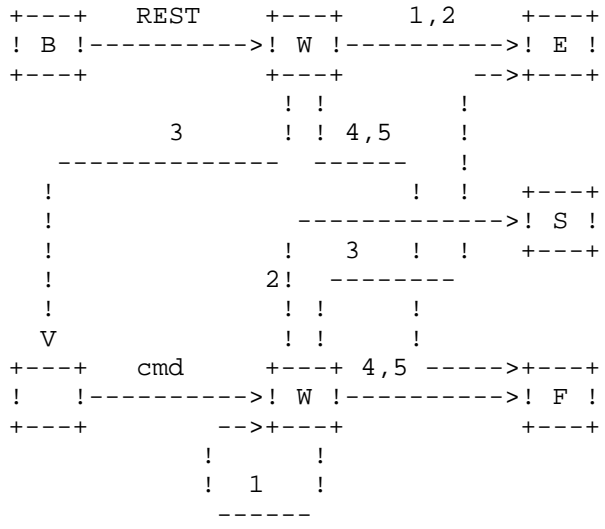 +---+   REST    +---+    1,2    +---+
! B !---------->! W !---------->! E !
+---+           +---+        -->+---+
                 ! !        !
         3       ! ! 4,5    !
   --------------  ------   !
  !                      !  !   +---+
  !               ------------->! S !
  !              !   3   !  !   +---+
  !             2!  --------
  !              ! !     !
  V              ! !     !
+---+   cmd     +---+ 4,5 ----->+---+
!   !---------->! W !---------->! F !
+---+        -->+---+           +---+
            !      !
            !  1   !
             ------